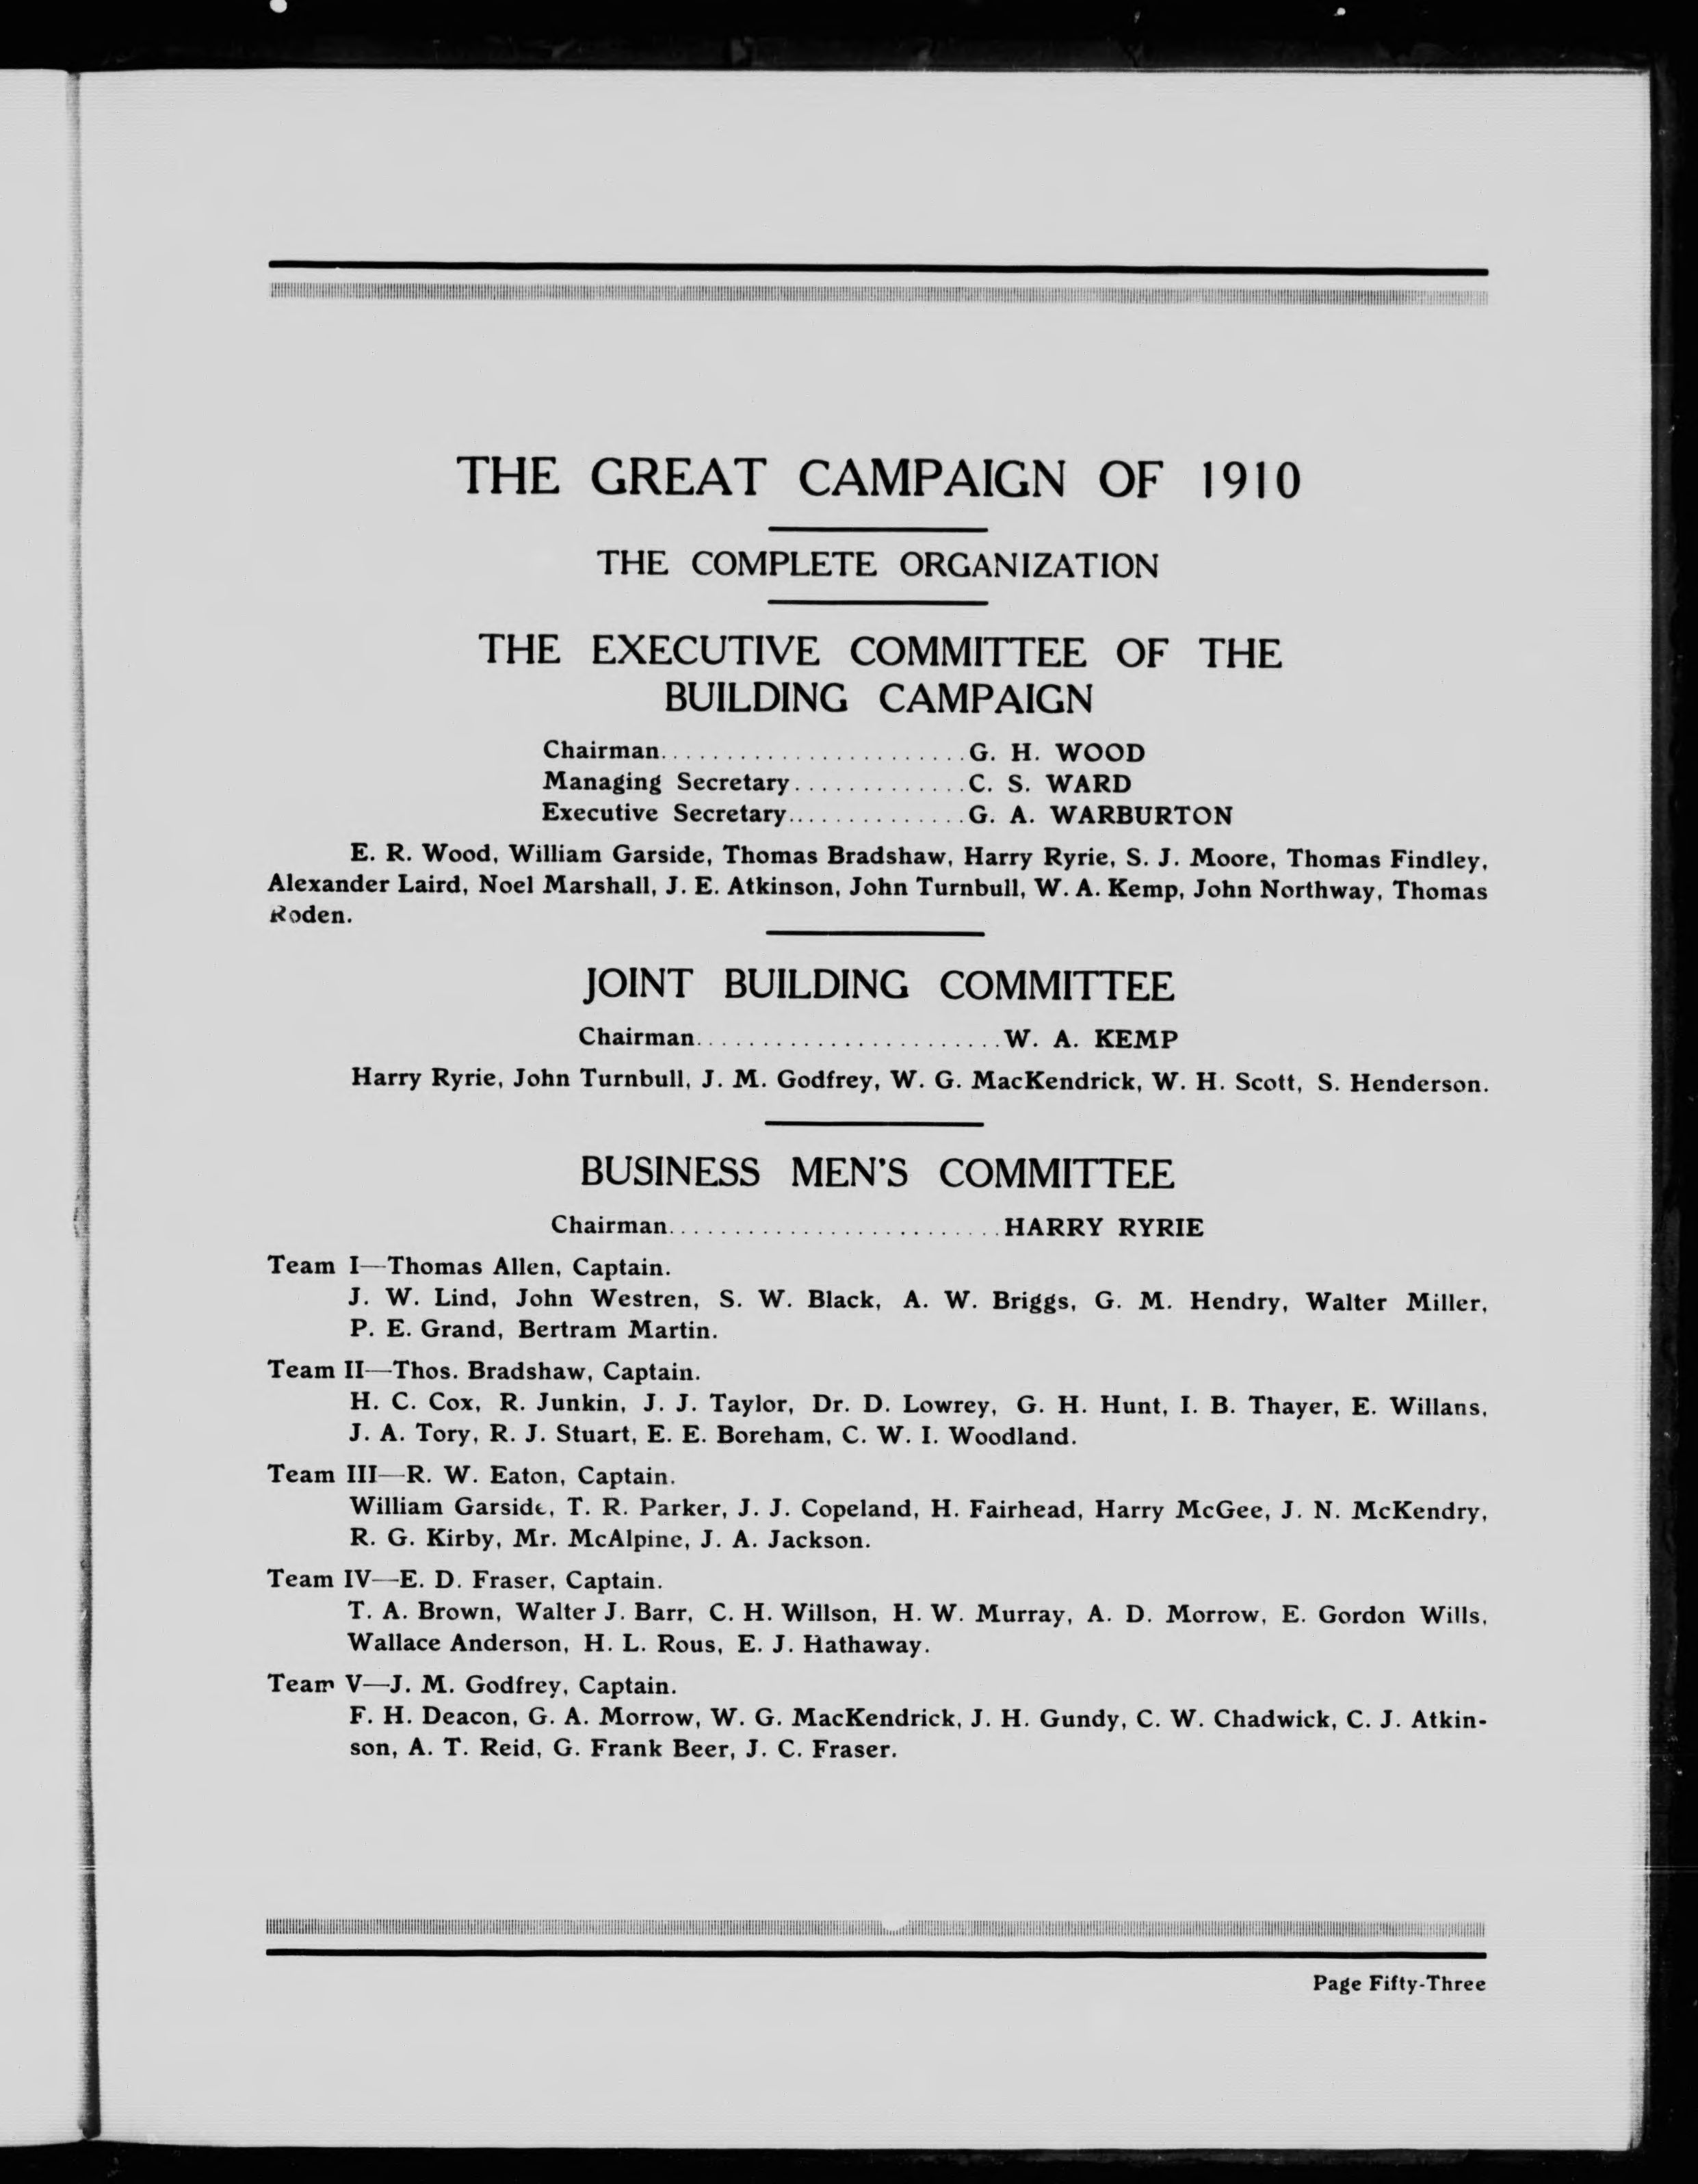 THE GREAT CAMPAIGN OF 1910
THE COMPLETE ORGANIZATION
THE EXECUTIVE COMMITTEE OF THE
BUILDING CAMPAIGN
Chairman.......................G. H. WOOD
Managing Secretary.............C. S. WARD
Executive Secretary..............G. A. WARBURTON
E. R. Wood, William Garside, Thomas Bradshaw, Harry Ryrie, S. J. Moore, Thomas Findley,
Alexander Laird, Noel Marshall, J. E. Atkinson, John Turnbull, W. A. Kemp, John Northway, Thomas
Roden.
JOINT BUILDING COMMITTEE
Chairman.......................W. A. KEMP
Harry Ryrie, John Turnbull, J. M. Godfrey, W. G. MacKendrick, W. H. Scott, S. Henderson.
BUSINESS MEN'S COMMITTEE
Chairman.........................HARRY RYRIE
Team I—Thomas Allen, Captain.
J. W. Lind, John Westren, S. W. Black, A. W. Briggs, G. M. Hendry, Walter Miller,
P. E. Grand, Bertram Martin.
Team II—Thos. Bradshaw, Captain.
H. C. Cox, R. Junkin, J. J. Taylor, Dr. D. Lowrey, G. H. Hunt, I. B. Thayer, E. Willans,
J. A. Tory, R. J. Stuart, E. E. Boreham, C. W. I. Woodland.
Team III—R. W. Eaton, Captain.
William Garside, T. R. Parker, J. J. Copeland, H. Fairhead, Harry McGee, J. N. McKendry,
R. G. Kirby, Mr. McAlpine, J. A. Jackson.
Team IV—E. D. Fraser, Captain.
T. A. Brown, Walter J. Barr, C. H. Willson, H. W. Murray, A. D. Morrow, E. Gordon Wills,
Wallace Anderson, H. L. Rous, E. J. Hathaway.
Team V—J. M. Godfrey, Captain.
F. H. Deacon, G. A. Morrow, W. G. MacKendrick, J. H. Gundy, C. W. Chadwick, C. J. Atkin-
son, A. T. Reid, G. Frank Beer, J. C. Fraser.
Page Fifty-Three